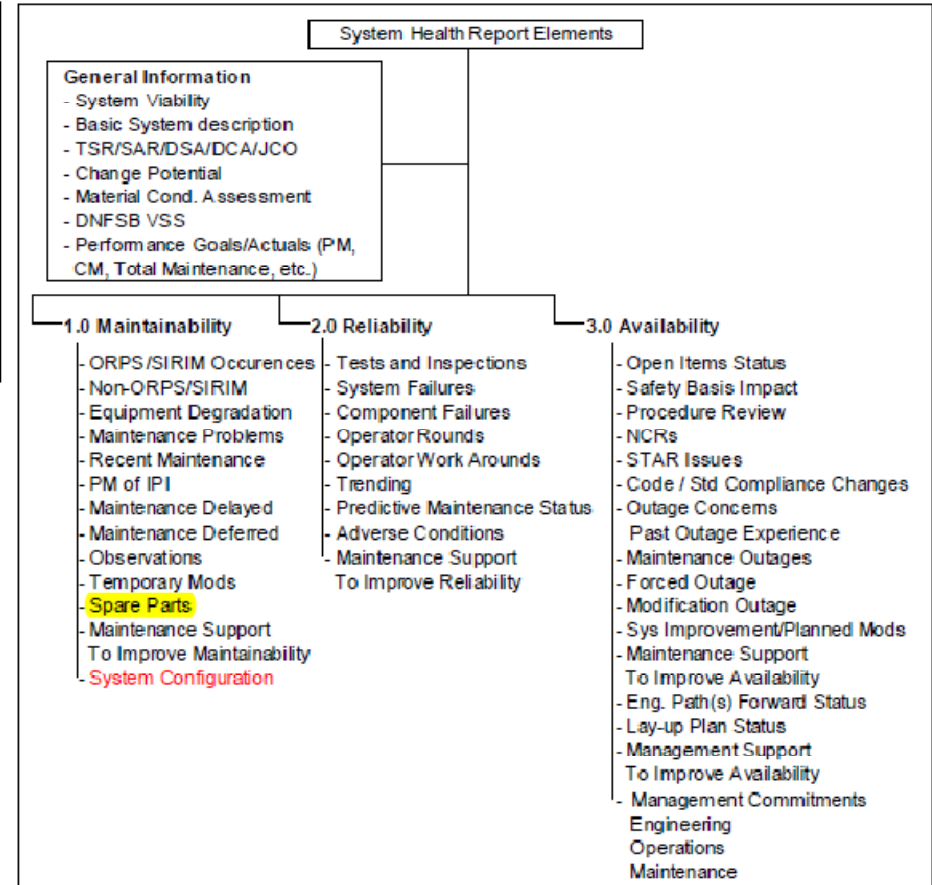 System Health Report Elements
General Information
- System Viability
- Basic System description
- TSR/SAR/DSA/DCA/JCO
- Change Potential
- Material Cond. Assessment
- DNFSB VSS
- Performance Goals/Actuals (PM,
CM, Total Maintenance, etc.)
1.0 Maintainability
- ORPS/SIRIM Occurences
- Non-ORPS/SIRIM
- Equipment Degradation
- Maintenance Problems
- Recent Maintenance
- PM of IPI
- Maintenance Delayed
- Maintenance Deferred
- Observations
- Temporary Mods
- Spare Parts
- Maintenance Support
To Improve Maintainability
- System Configuration
2.0 Reliability
- Tests and Inspections
- System Failures
- Component Failures
- Operator Rounds
- Operator Work Arounds
- Trending
- Predictive Maintenance Status
- Adverse Conditions
- Maintenance Support
To Improve Reliability
3.0 Availability
- Open Items Status
- Safety Basis Impact
- Procedure Review
- NCRs
- STAR Issues
- Code / Std Compliance Changes
- Outage Concerns
Past Outage Experience
- Maintenance Outages
- Forced Outage
- Modification Outage
- Sys Improvement/Planned Mods
- Maintenance Support
To Improve Availability
- Eng. Path(s) Forward Status
- Lay-up Plan Status
- Management Support
To Improve Availability
- Management Commitments
Engineering
Operations
Maintenance